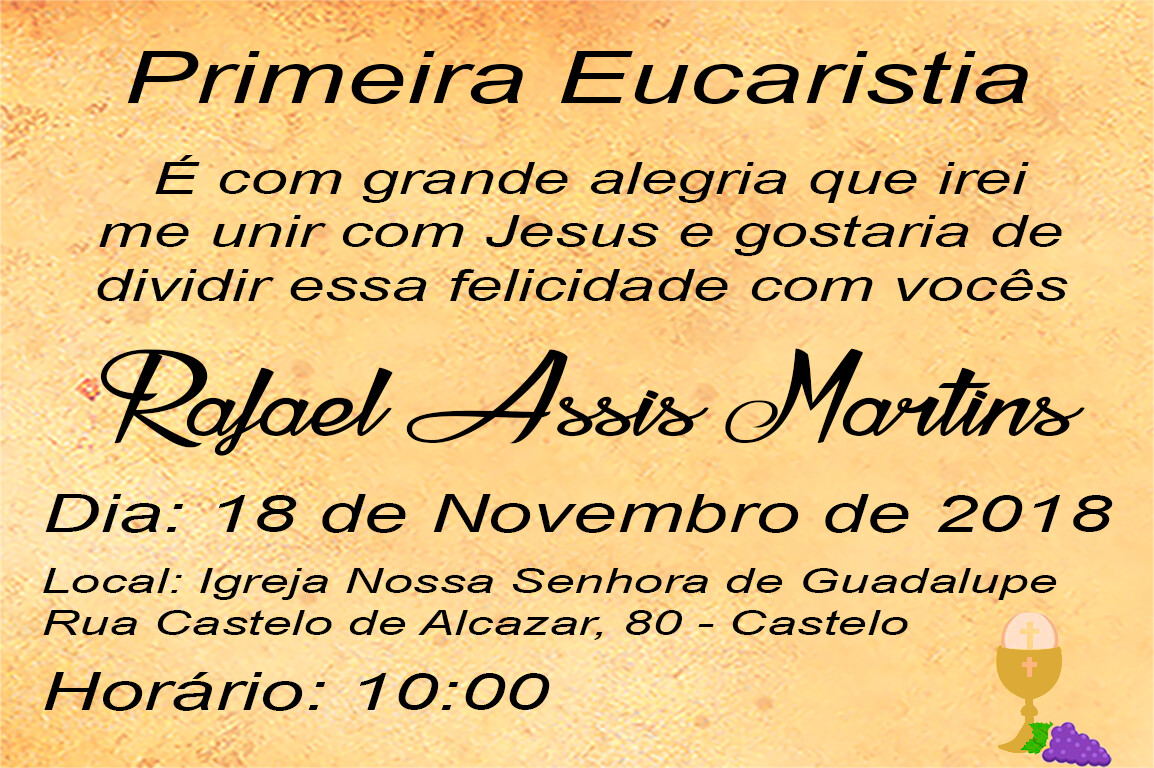 Primeira Eucaristia
É com grande alegria que irei
me unir com Jesus e gostaria de
dividir essa felicidade com vocês
Rafael Assis Martins
Dia: 18 de Novembro de 2018
Local: Igreja Nossa Senhora de Guadalupe
Rua Castelo de Alcazar, 80 - Castelo
Horário: 10:00